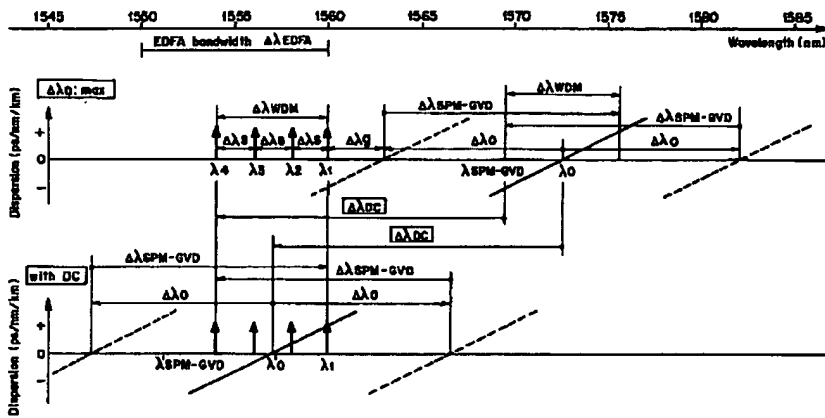 1545 1550 1555 1560 1565 1570 1575 1580 1585
EDFA bandwidth ΔλEDFA
Wavelength (nm)
Δλ0: max
ΔλWDM
ΔλWDM
ΔλSPM-GVD
ΔλSPM-GVD
Δλs Δλs Δλs Δλg Δλ0 Δλ0
Dispersion (ps/nm/km)
+
0
−
λ4 λ3 λ2 λ1 λSPM-GVD λ0
ΔλDC
ΔλDC
with DC
ΔλSPM-GVD
ΔλSPM-GVD
Δλ0 Δλ0
Dispersion (ps/nm/km)
+
0
−
λSPM-GVD λ0 λ1